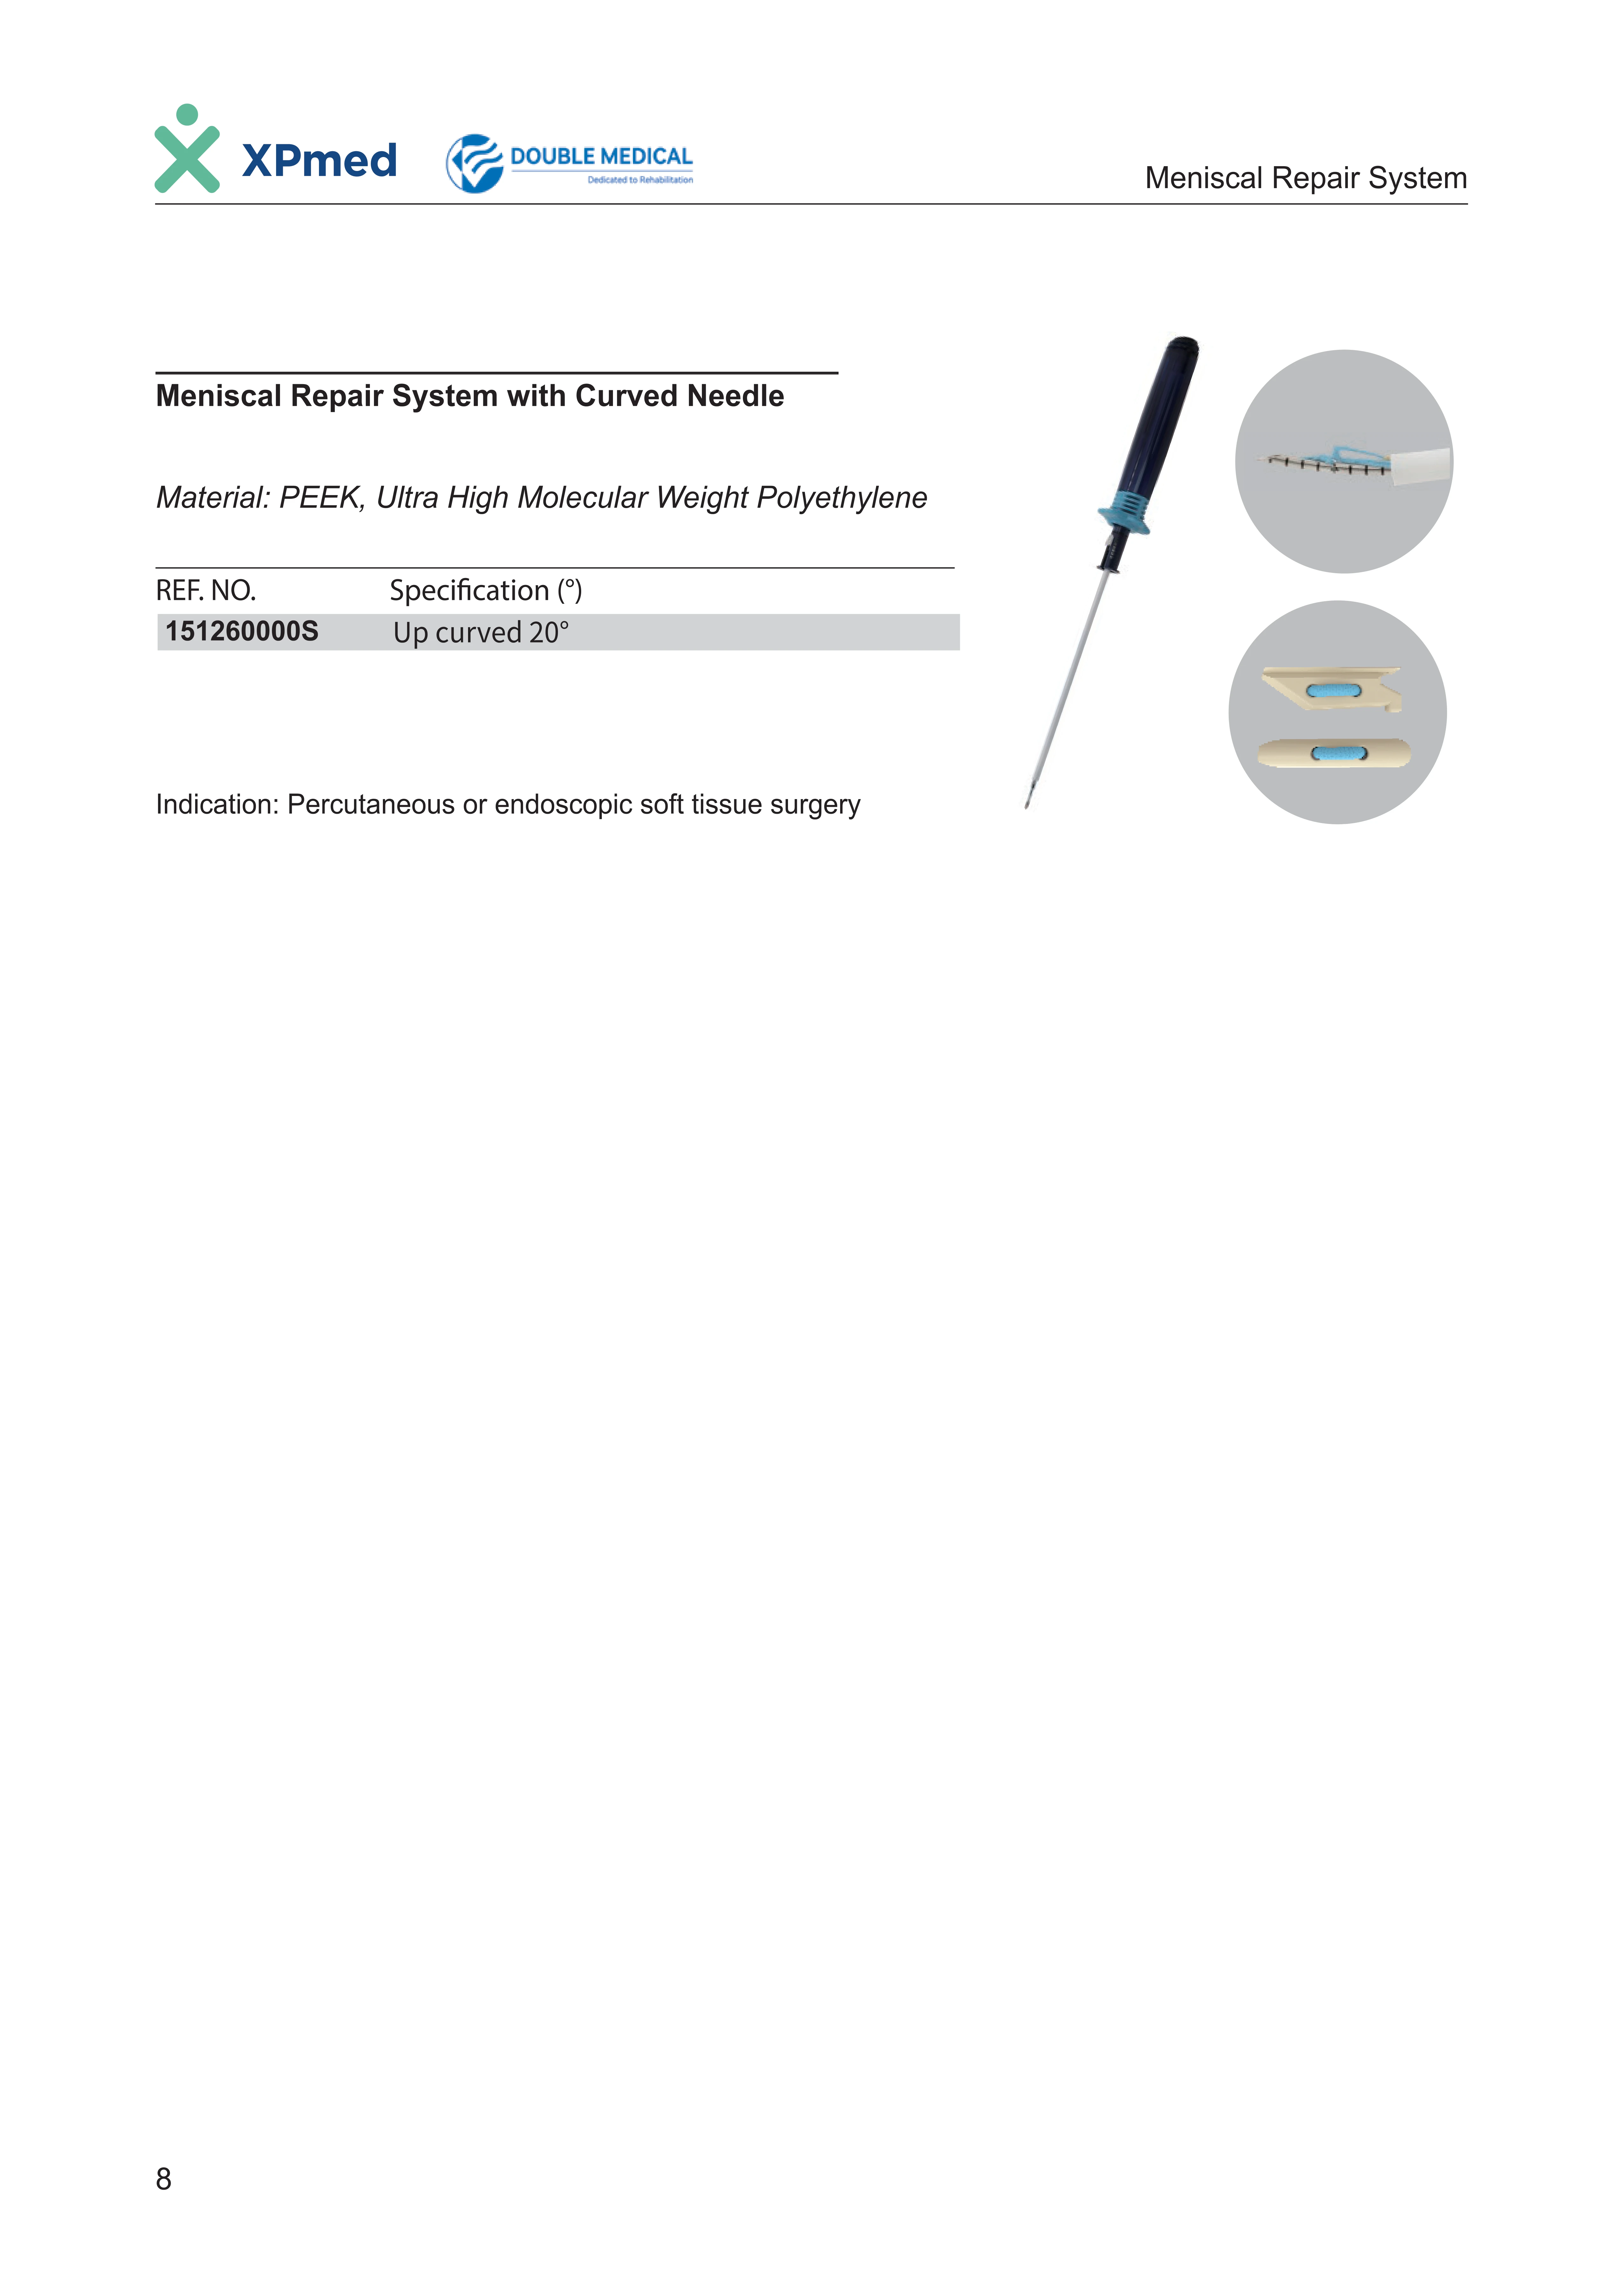 XPmed
DOUBLE MEDICAL
Dedicated to Rehabilitation
Meniscal Repair System
Meniscal Repair System with Curved Needle
Material: PEEK, Ultra High Molecular Weight Polyethylene
REF. NO. Specification (°)
151260000S Up curved 20°
Indication: Percutaneous or endoscopic soft tissue surgery
8